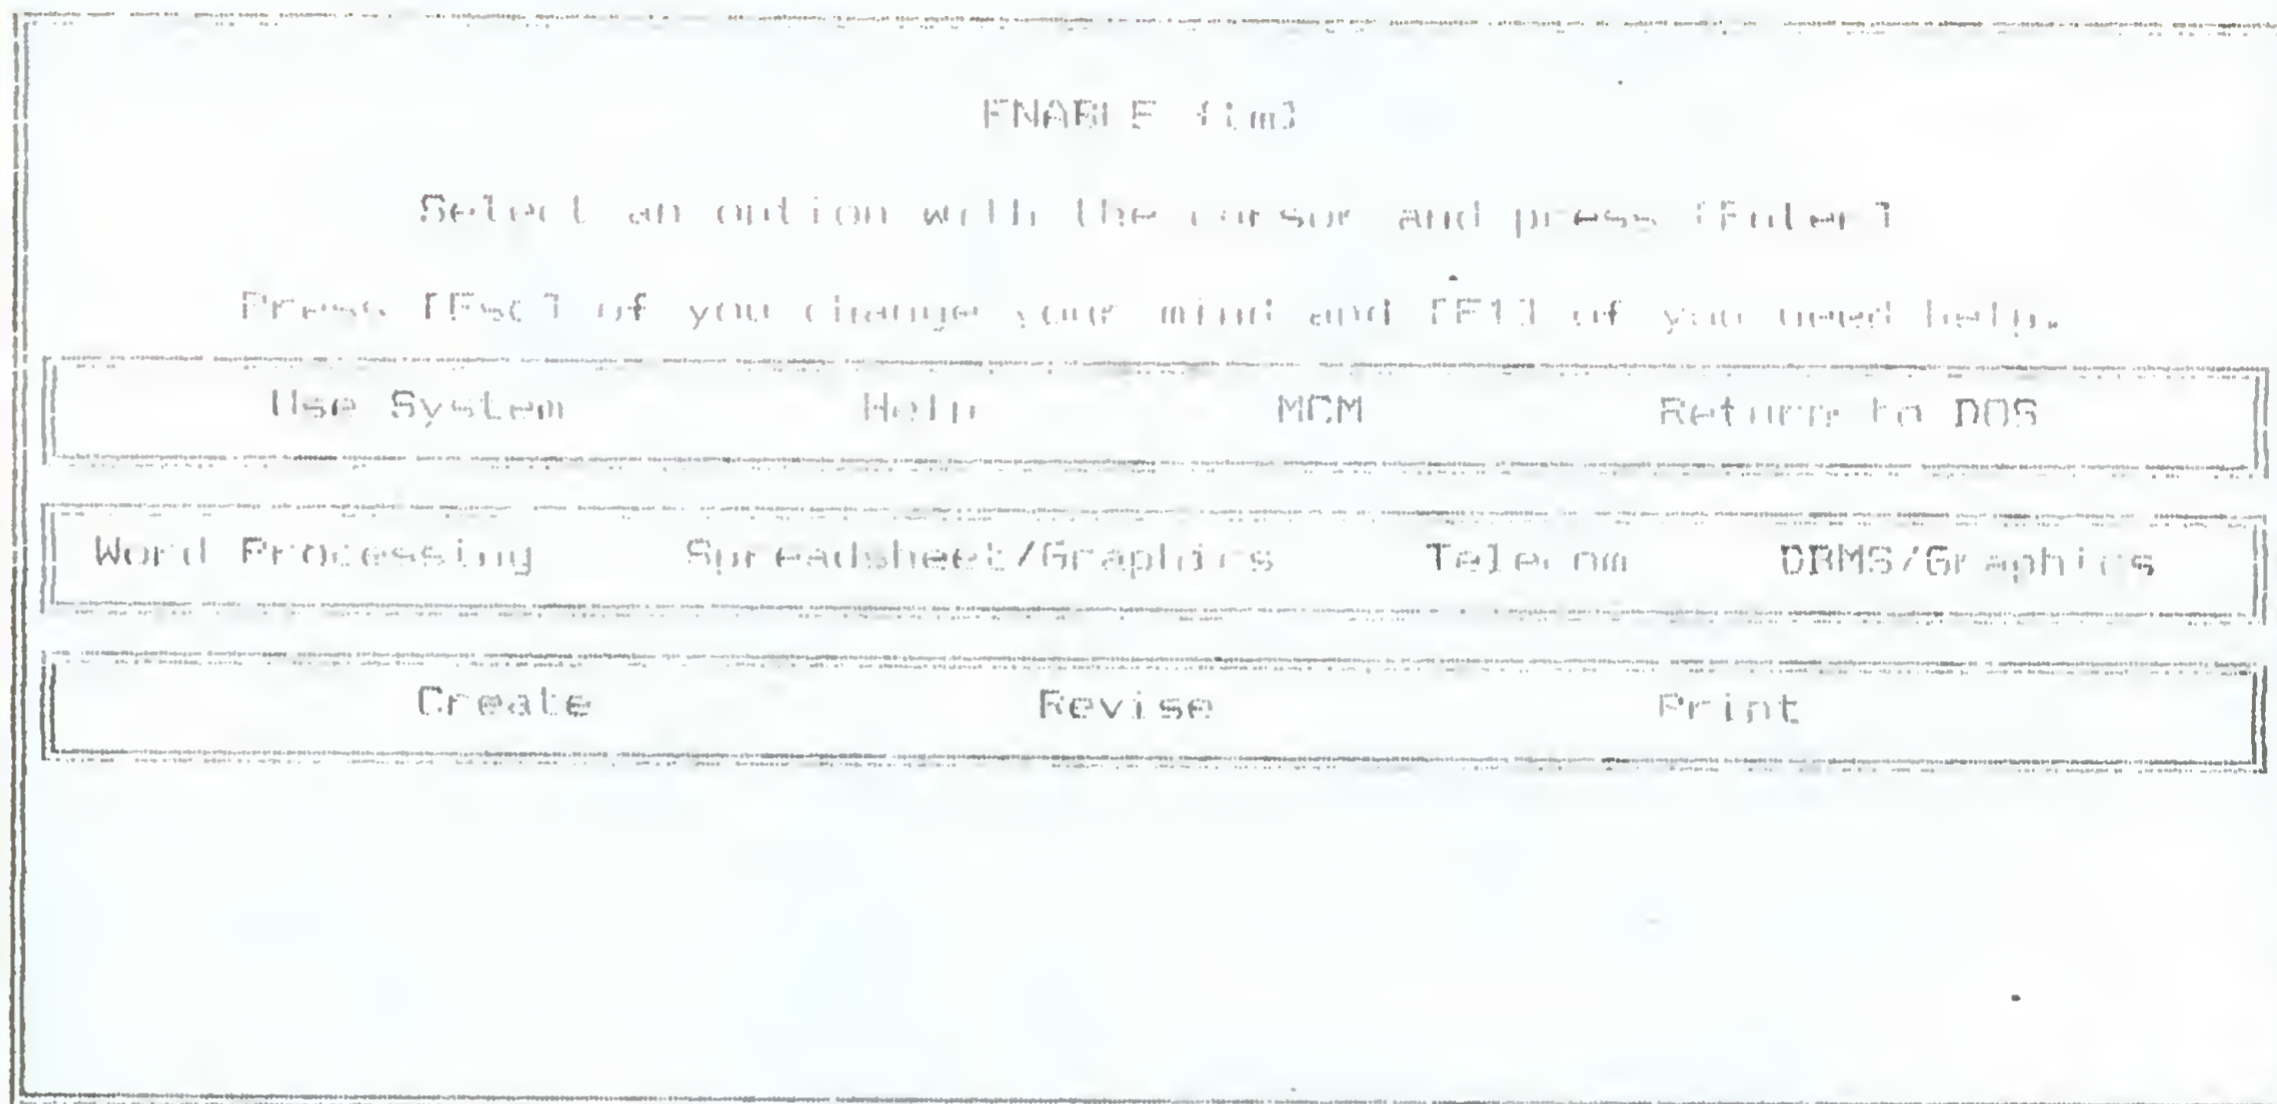 ENABLE (tm)
Select an option with the cursor and press [Enter]
Press [Esc] if you change your mind and [F1] if you need help.
Use System Help MCM Return to DOS
Word Processing Spreadsheet/Graphics Telecom DBMS/Graphics
Create Revise Print